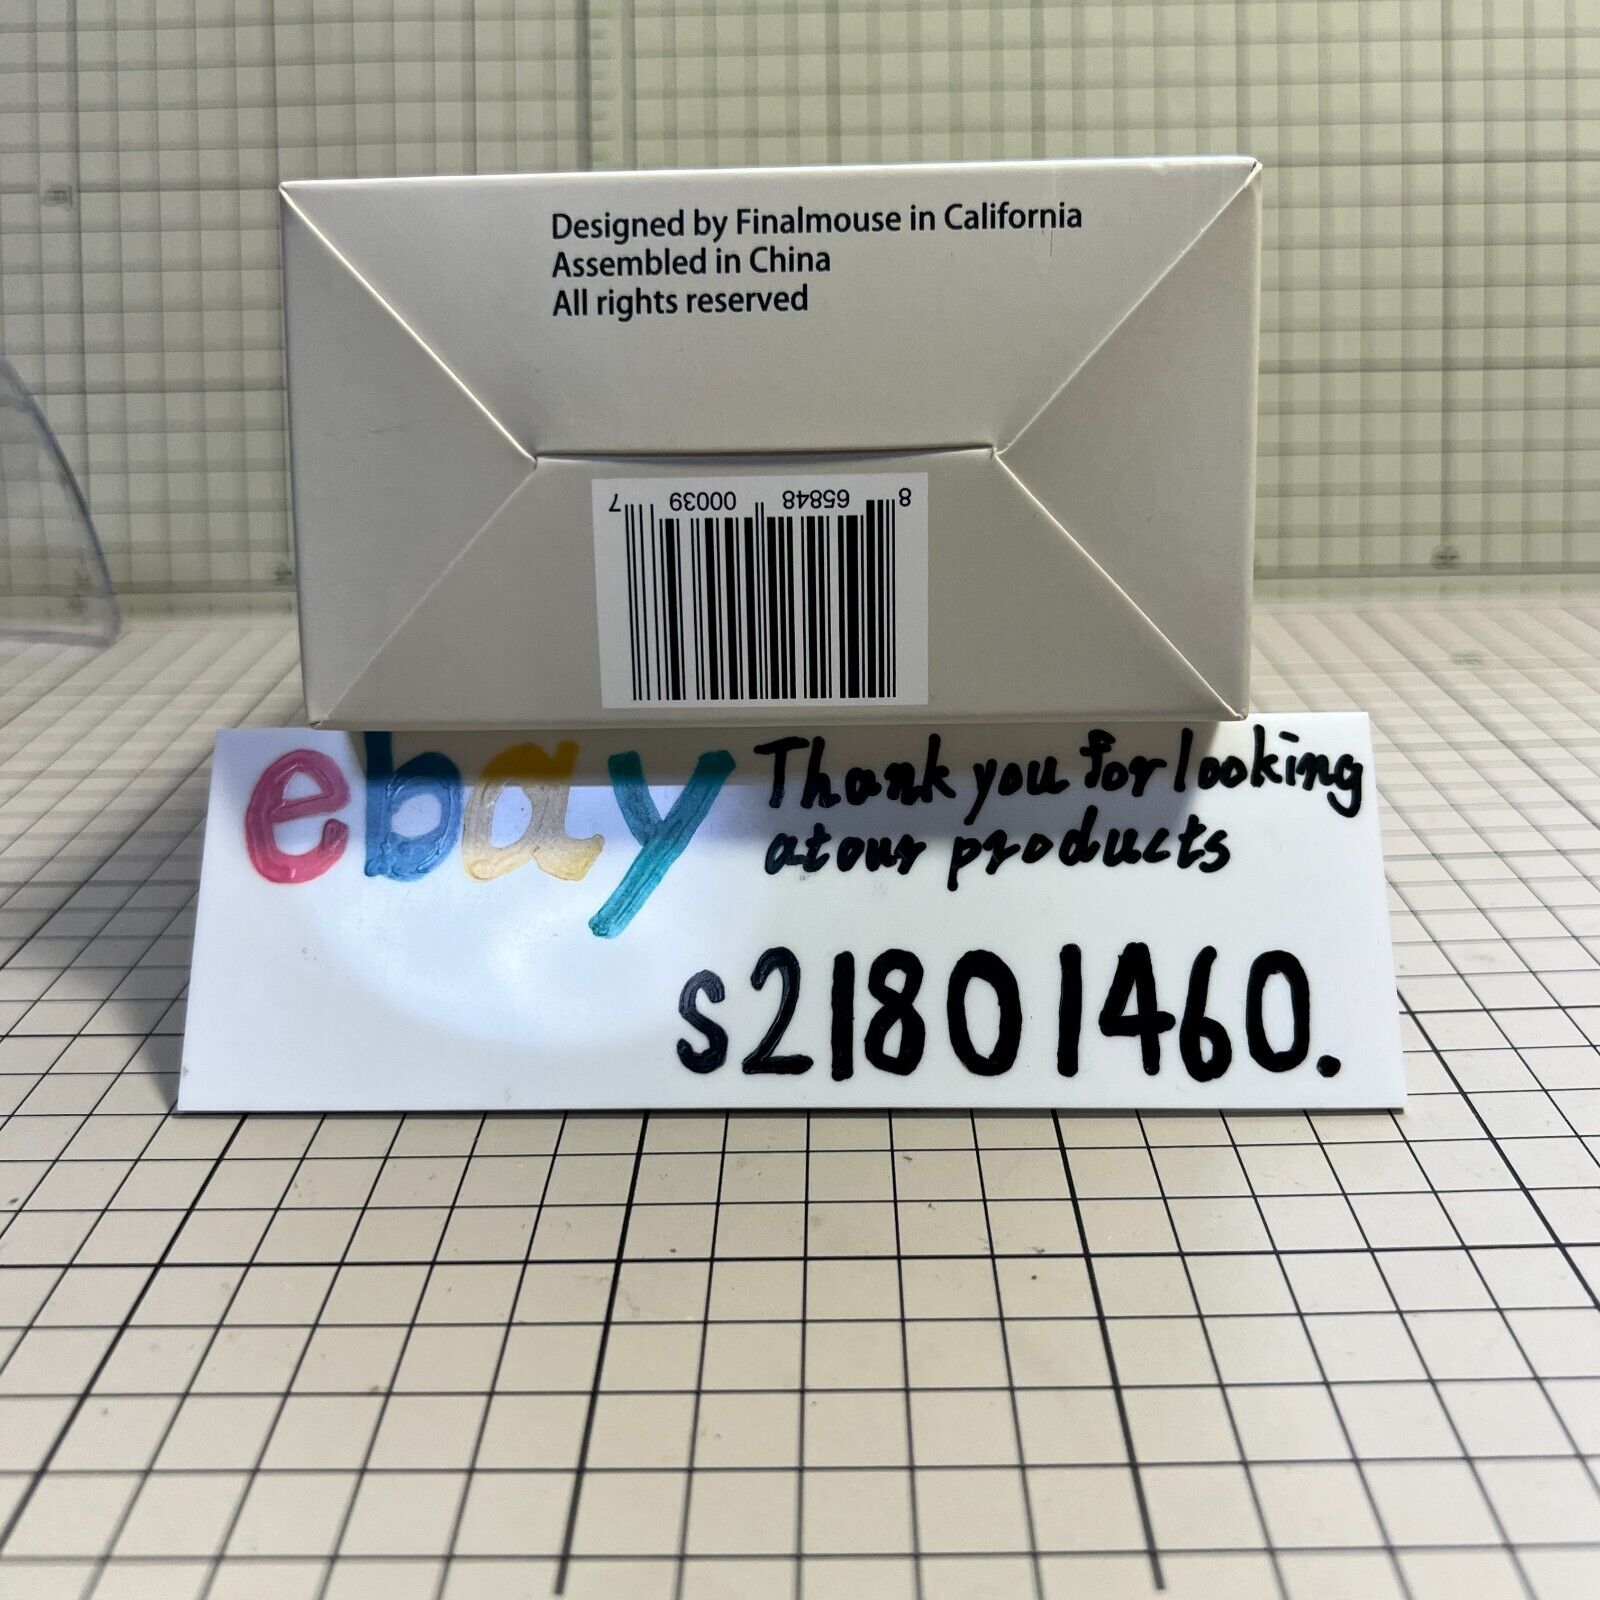 Designed by Finalmouse in California
Assembled in China
All rights reserved
8 65848 00039 7
ebay
Thank you for looking
at our products
s21801460.